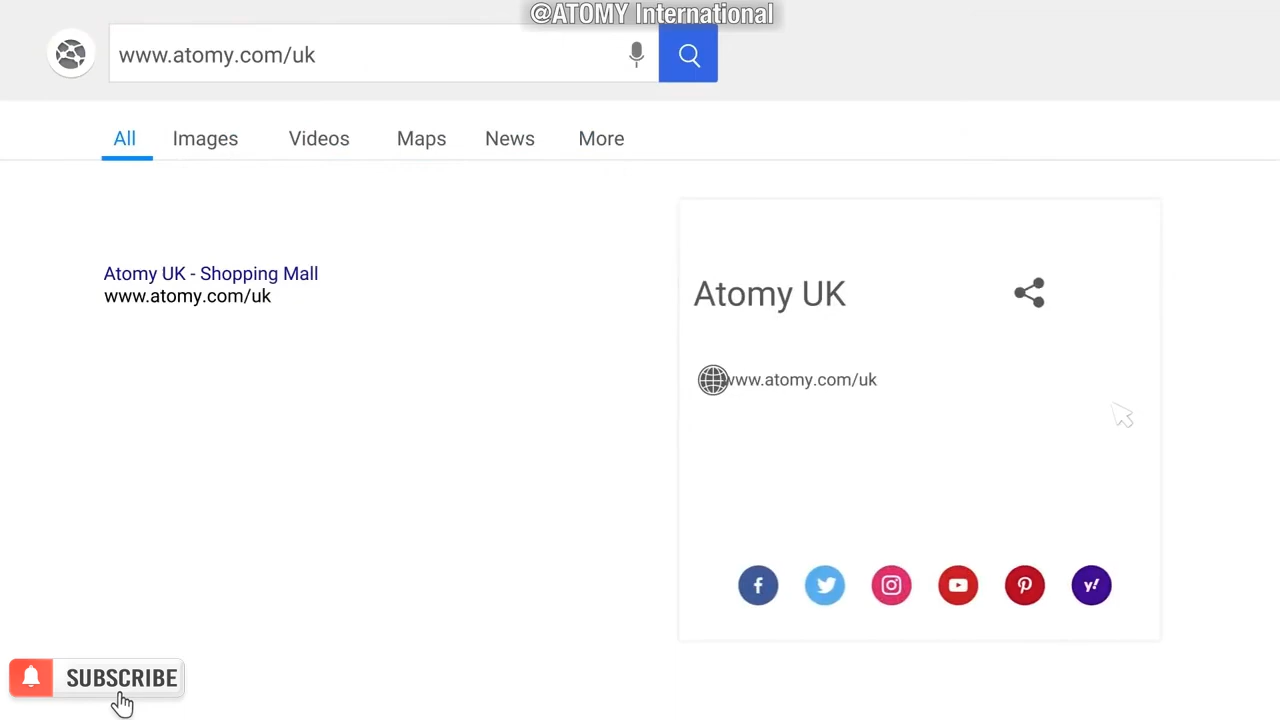 @ATOMY International
www.atomy.com/uk
All Images Videos Maps News More
Atomy UK - Shopping Mall
www.atomy.com/uk
Atomy UK
www.atomy.com/uk
f y!
SUBSCRIBE